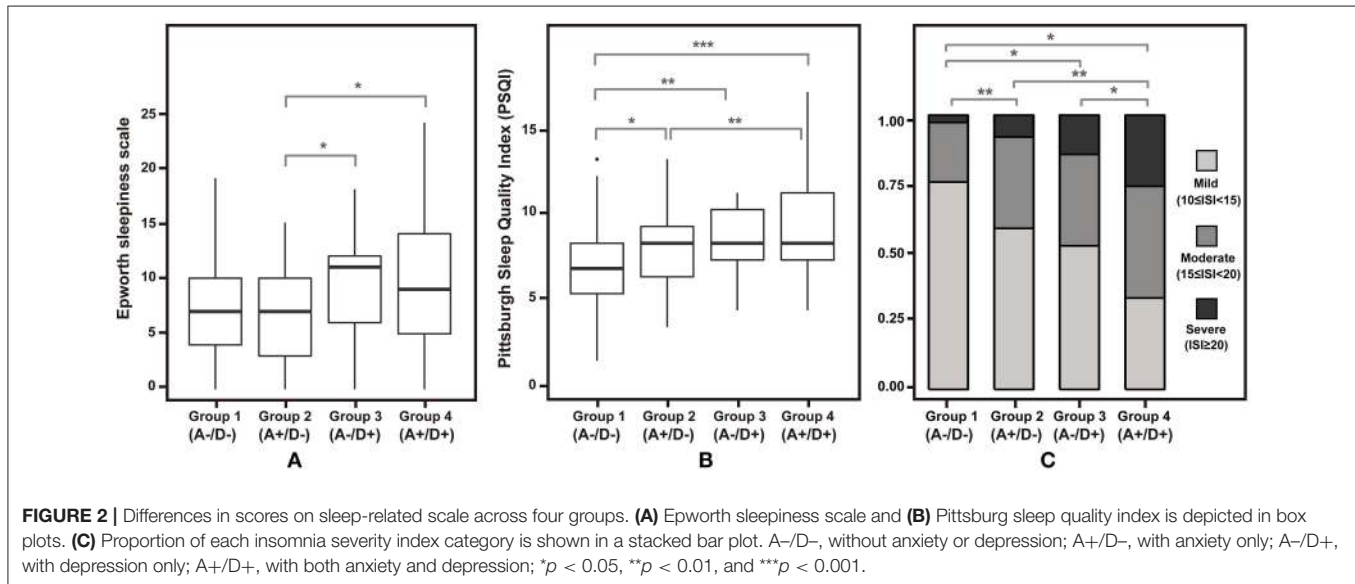 Epworth sleepiness scale
25
20
15
10
5
0
*
*
Group 1 Group 2 Group 3 Group 4
(A-/D-) (A+/D-) (A-/D+) (A+/D+)
A
Pittsburgh Sleep Quality Index (PSQI)
15
10
5
0
***
**
* **
Group 1 Group 2 Group 3 Group 4
(A-/D-) (A+/D-) (A-/D+) (A+/D+)
B
1.00
0.75
0.50
0.25
0.00
*
*
**
** *
Mild
(10≤ISI<15)
Moderate
(15≤ISI<20)
Severe
(ISI≥20)
Group 1 Group 2 Group 3 Group 4
(A-/D-) (A+/D-) (A-/D+) (A+/D+)
C
FIGURE 2 | Differences in scores on sleep-related scale across four groups. (A) Epworth sleepiness scale and (B) Pittsburg sleep quality index is depicted in box
plots. (C) Proportion of each insomnia severity index category is shown in a stacked bar plot. A–/D–, without anxiety or depression; A+/D–, with anxiety only; A–/D+,
with depression only; A+/D+, with both anxiety and depression; *p < 0.05, **p < 0.01, and ***p < 0.001.